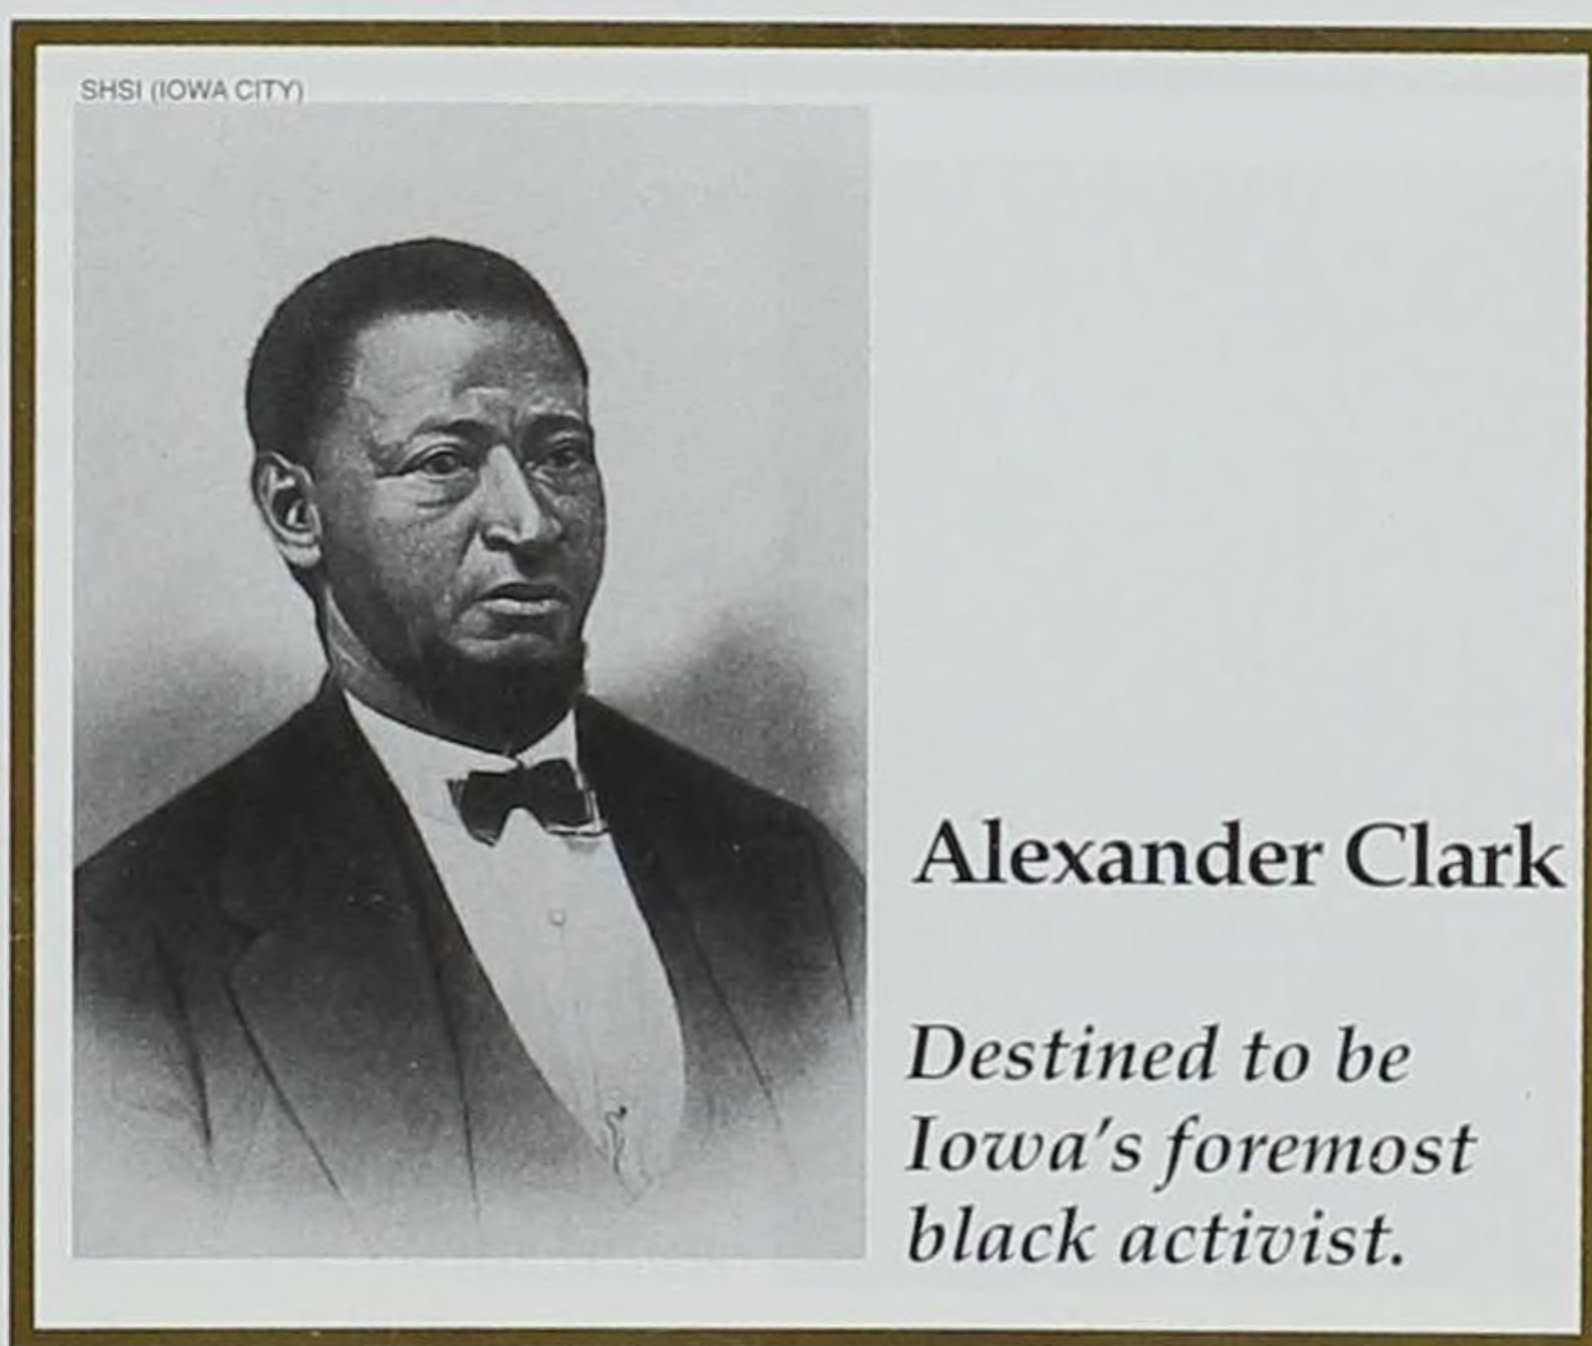 SHSI (IOWA CITY)
Alexander Clark
Destined to be
Iowa's foremost
black activist.